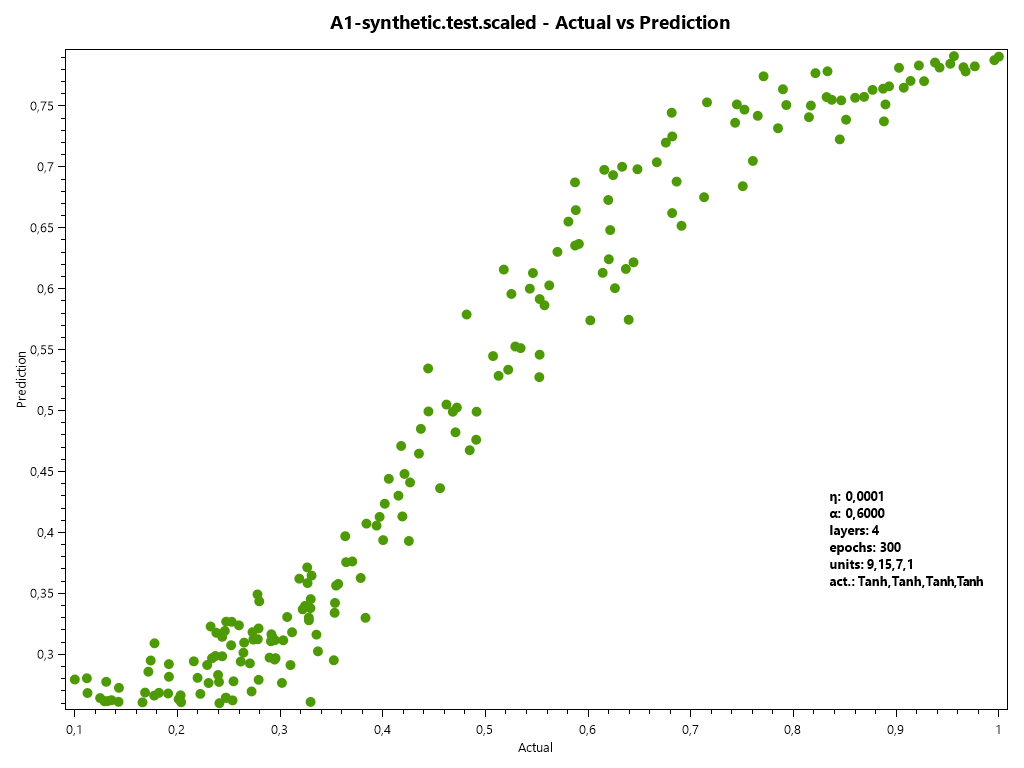 A1-synthetic.test.scaled - Actual vs Prediction
0,75
0,7
0,65
0,6
0,55
0,5
0,45
0,4
0,35
0,3
Prediction
η: 0,0001
α: 0,6000
layers: 4
epochs: 300
units: 9,15,7,1
act.: Tanh,Tanh,Tanh,Tanh
0,1 0,2 0,3 0,4 0,5 0,6 0,7 0,8 0,9 1
Actual